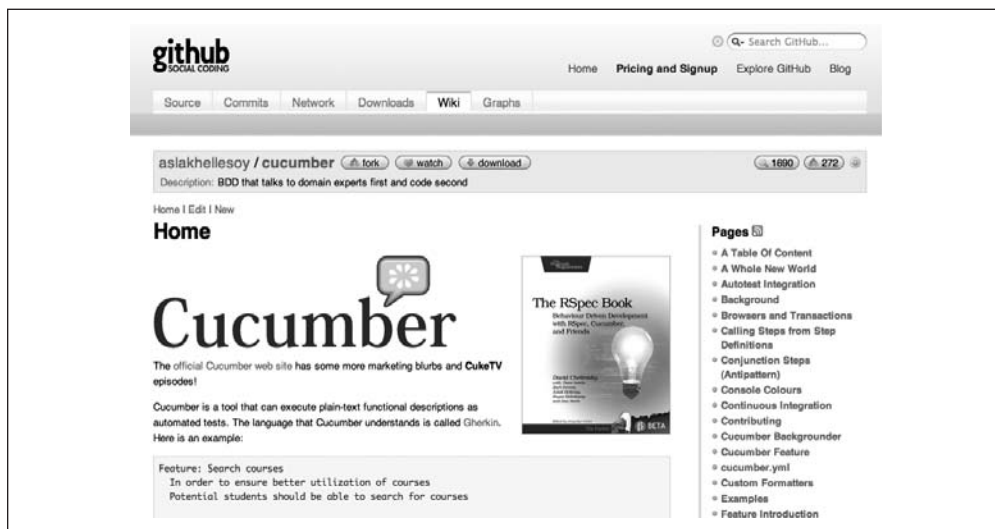 github
SOCIAL CODING
Search GitHub...
Home Pricing and Signup Explore GitHub Blog
Source Commits Network Downloads Wiki Graphs
aslakhellesoy / cucumber fork watch download 1690 272
Description: BDD that talks to domain experts first and code second
Home | Edit | New
Home
Cucumber
The official Cucumber web site has some more marketing blurbs and CukeTV
episodes!
Cucumber is a tool that can execute plain-text functional descriptions as
automated tests. The language that Cucumber understands is called Gherkin.
Here is an example:
Feature: Search courses
In order to ensure better utilization of courses
Potential students should be able to search for courses
The RSpec Book
Behaviour Driven Development
with RSpec, Cucumber,
and Friends
David Chelimsky
BETA
Pages
A Table Of Content
A Whole New World
Autotest Integration
Background
Browsers and Transactions
Calling Steps from Step
Definitions
Conjunction Steps
(Antipattern)
Console Colours
Continuous Integration
Contributing
Cucumber Backgrounder
Cucumber Feature
cucumber.yml
Custom Formatters
Examples
Feature Introduction